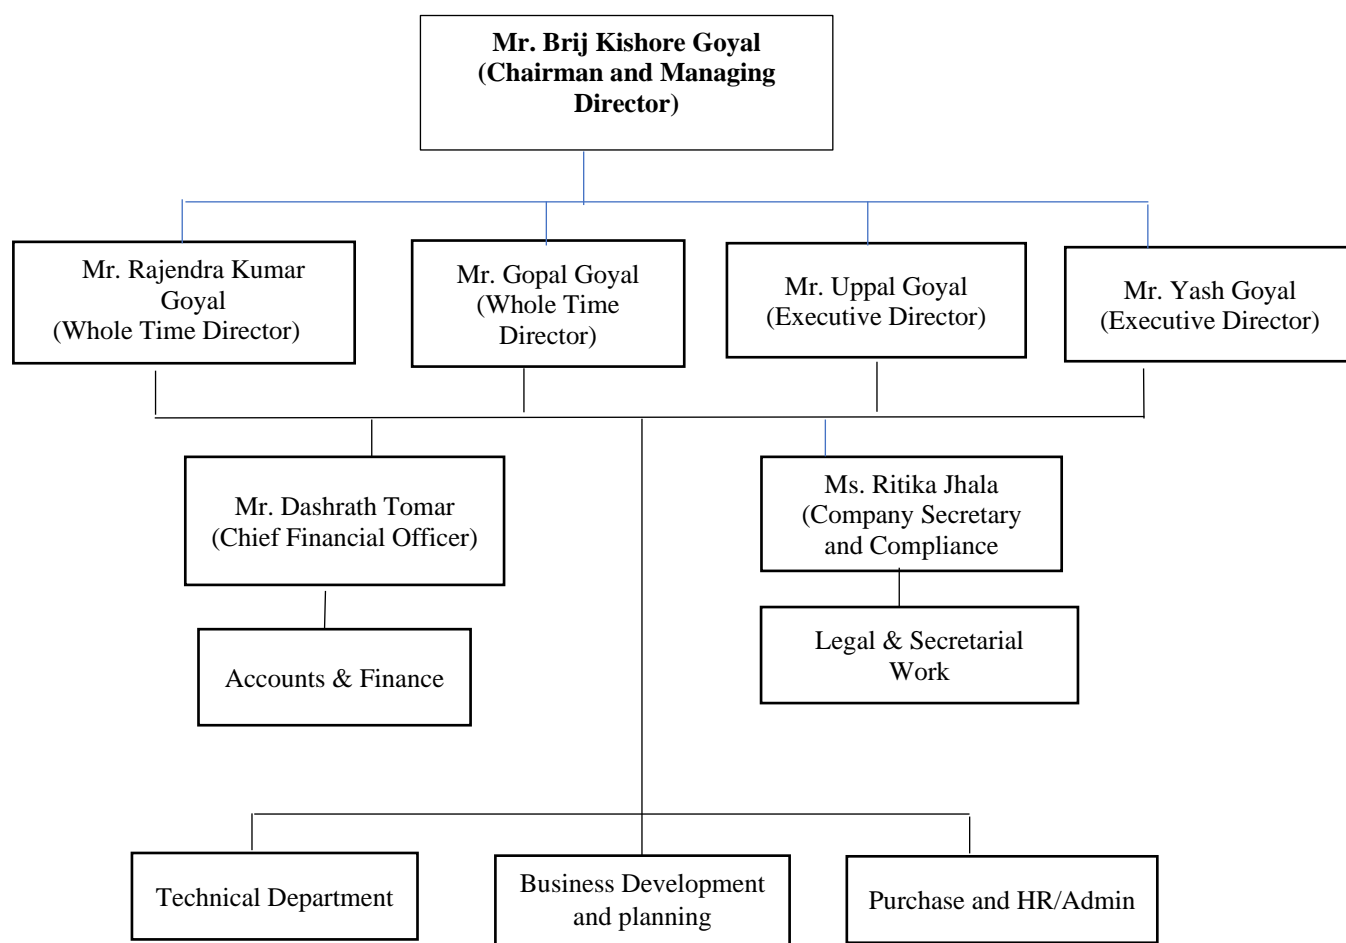 Mr. Brij Kishore Goyal
(Chairman and Managing
Director)
Mr. Rajendra Kumar
Goyal
(Whole Time Director)
Mr. Gopal Goyal
(Whole Time
Director)
Mr. Uppal Goyal
(Executive Director)
Mr. Yash Goyal
(Executive Director)
Mr. Dashrath Tomar
(Chief Financial Officer)
Ms. Ritika Jhala
(Company Secretary
and Compliance
Accounts & Finance
Legal & Secretarial
Work
Technical Department
Business Development
and planning
Purchase and HR/Admin